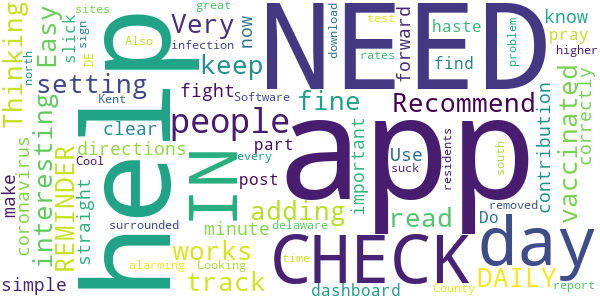 Thinking
sites
Also
great
Very
infection
sign
DE
slick
Easy
setting
north
Kent
Cool
clear
directions
coronavirus
interesting
REMINDER
straight
make
surrounded
simple
alarming
help
now
keep
fight
people
Software
every
part
post
IN
adding
minute
works
delaware
Looking
track
time
NEED
fine
app
CHECK
dashboard
download
test
rates
forward
haste
find
Recommend
important
Use
read
suck
residents
County
problem
know
pray
higher
contribution
vaccinated
correctly
south
Do
removed
day
DAILY
report